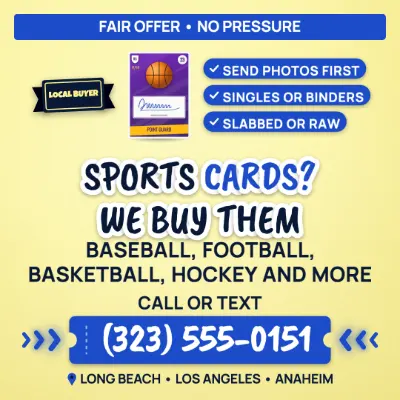 FAIR OFFER • NO PRESSURE
LOCAL BUYER
POINT GUARD
✓ SEND PHOTOS FIRST
✓ SINGLES OR BINDERS
✓ SLABBED OR RAW
SPORTS CARDS?
WE BUY THEM
BASEBALL, FOOTBALL,
BASKETBALL, HOCKEY AND MORE
CALL OR TEXT
(323) 555-0151
LONG BEACH • LOS ANGELES • ANAHEIM